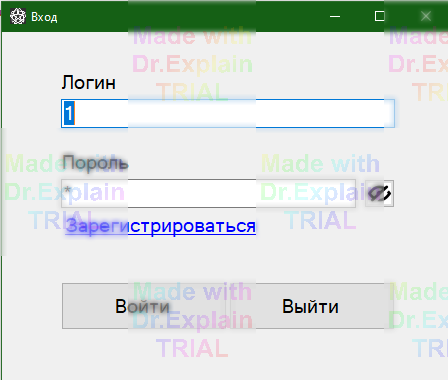 Вход
Made with
Dr.Explain
TRIAL
Made with
Dr.Explain
TRIAL
Логин
1
Made with
Dr.Explain
TRIAL
Made with
Dr.Explain
TRIAL
Пароль
*
Зарегистрироваться
Made with
Dr.Explain
TRIAL
Made with
Dr.Explain
TRIAL
Войти
Выйти